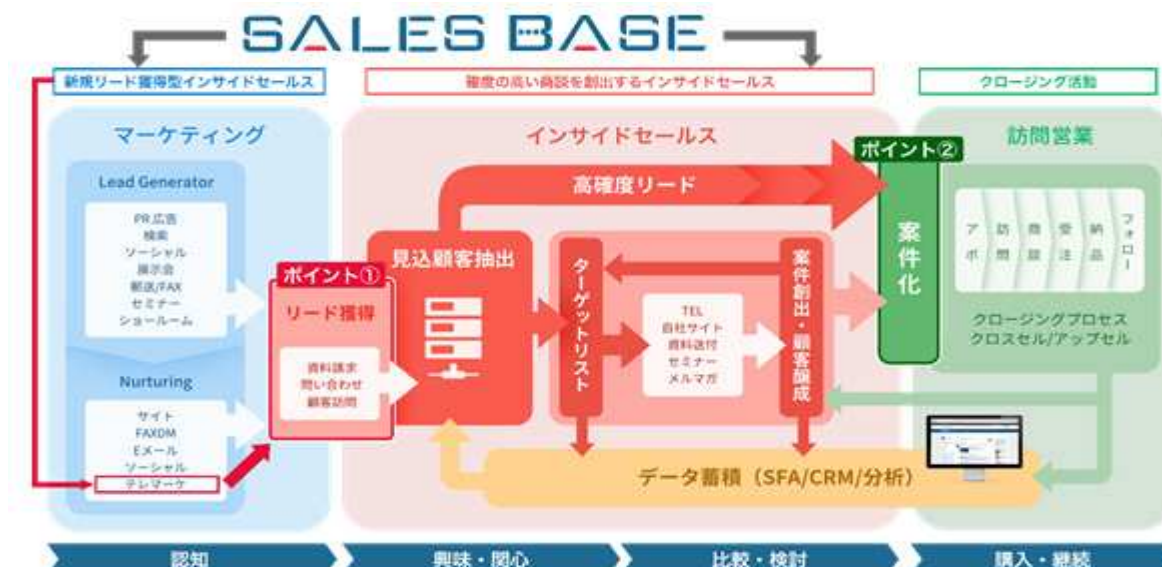 SALES BASE
新規リード獲得型インサイドセールス
確度の高い商談を創出するインサイドセールス
クロージング活動
マーケティング
インサイドセールス
訪問営業
Lead Generator
PR広告
検索
ソーシャル
展示会
郵送/FAX
セミナー
ショールーム
Nurturing
サイト
FAXDM
Eメール
ソーシャル
テレマーケ
ポイント①
リード獲得
資料請求
問い合わせ
顧客訪問
見込顧客抽出
高確度リード
ターゲットリスト
TEL
自社サイト
資料送付
セミナー
メルマガ
案件創出・顧客醸成
ポイント②
案件化
アポ
訪問
商談
受注
納品
フォロー
クロージングプロセス
クロスセル/アップセル
データ蓄積（SFA/CRM/分析）
認知
興味・関心
比較・検討
購入・継続